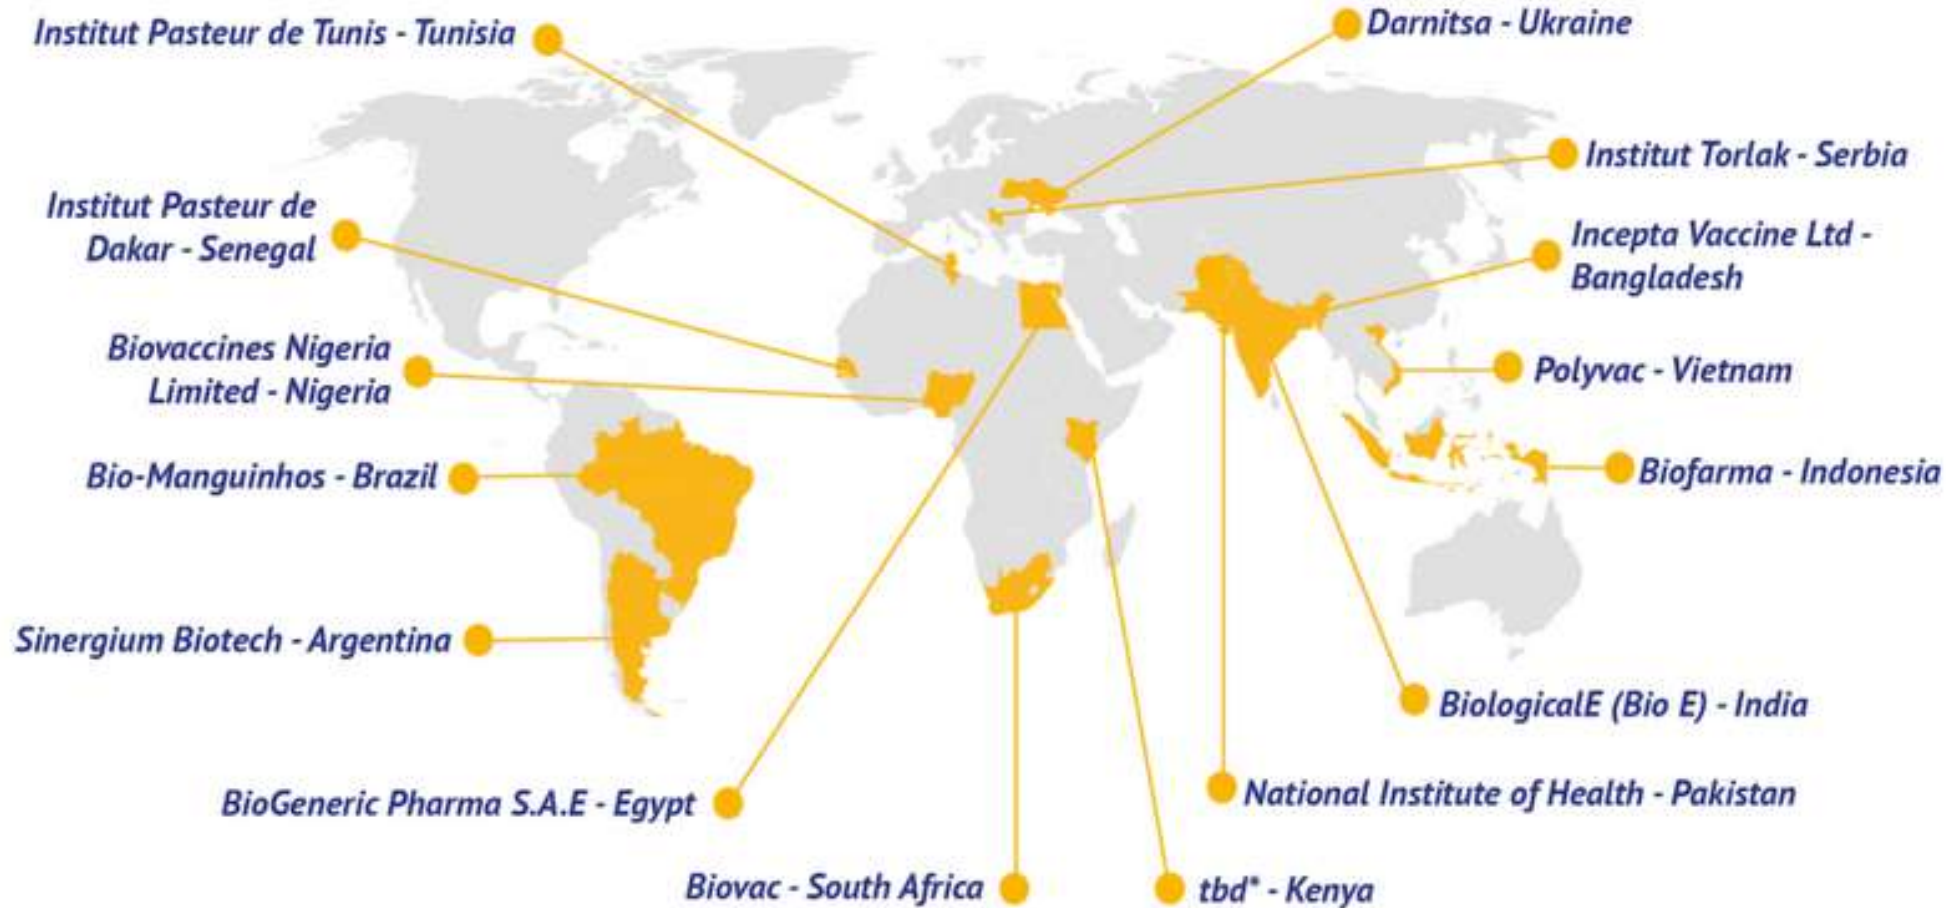 Institut Pasteur de Tunis - Tunisia
Darnitsa - Ukraine
Institut Torlak - Serbia
Institut Pasteur de
Dakar - Senegal
Incepta Vaccine Ltd -
Bangladesh
Biovaccines Nigeria
Limited - Nigeria
Polyvac - Vietnam
Bio-Manguinhos - Brazil
Biofarma - Indonesia
Sinergium Biotech - Argentina
BiologicalE (Bio E) - India
BioGeneric Pharma S.A.E - Egypt
National Institute of Health - Pakistan
Biovac - South Africa
tbd* - Kenya